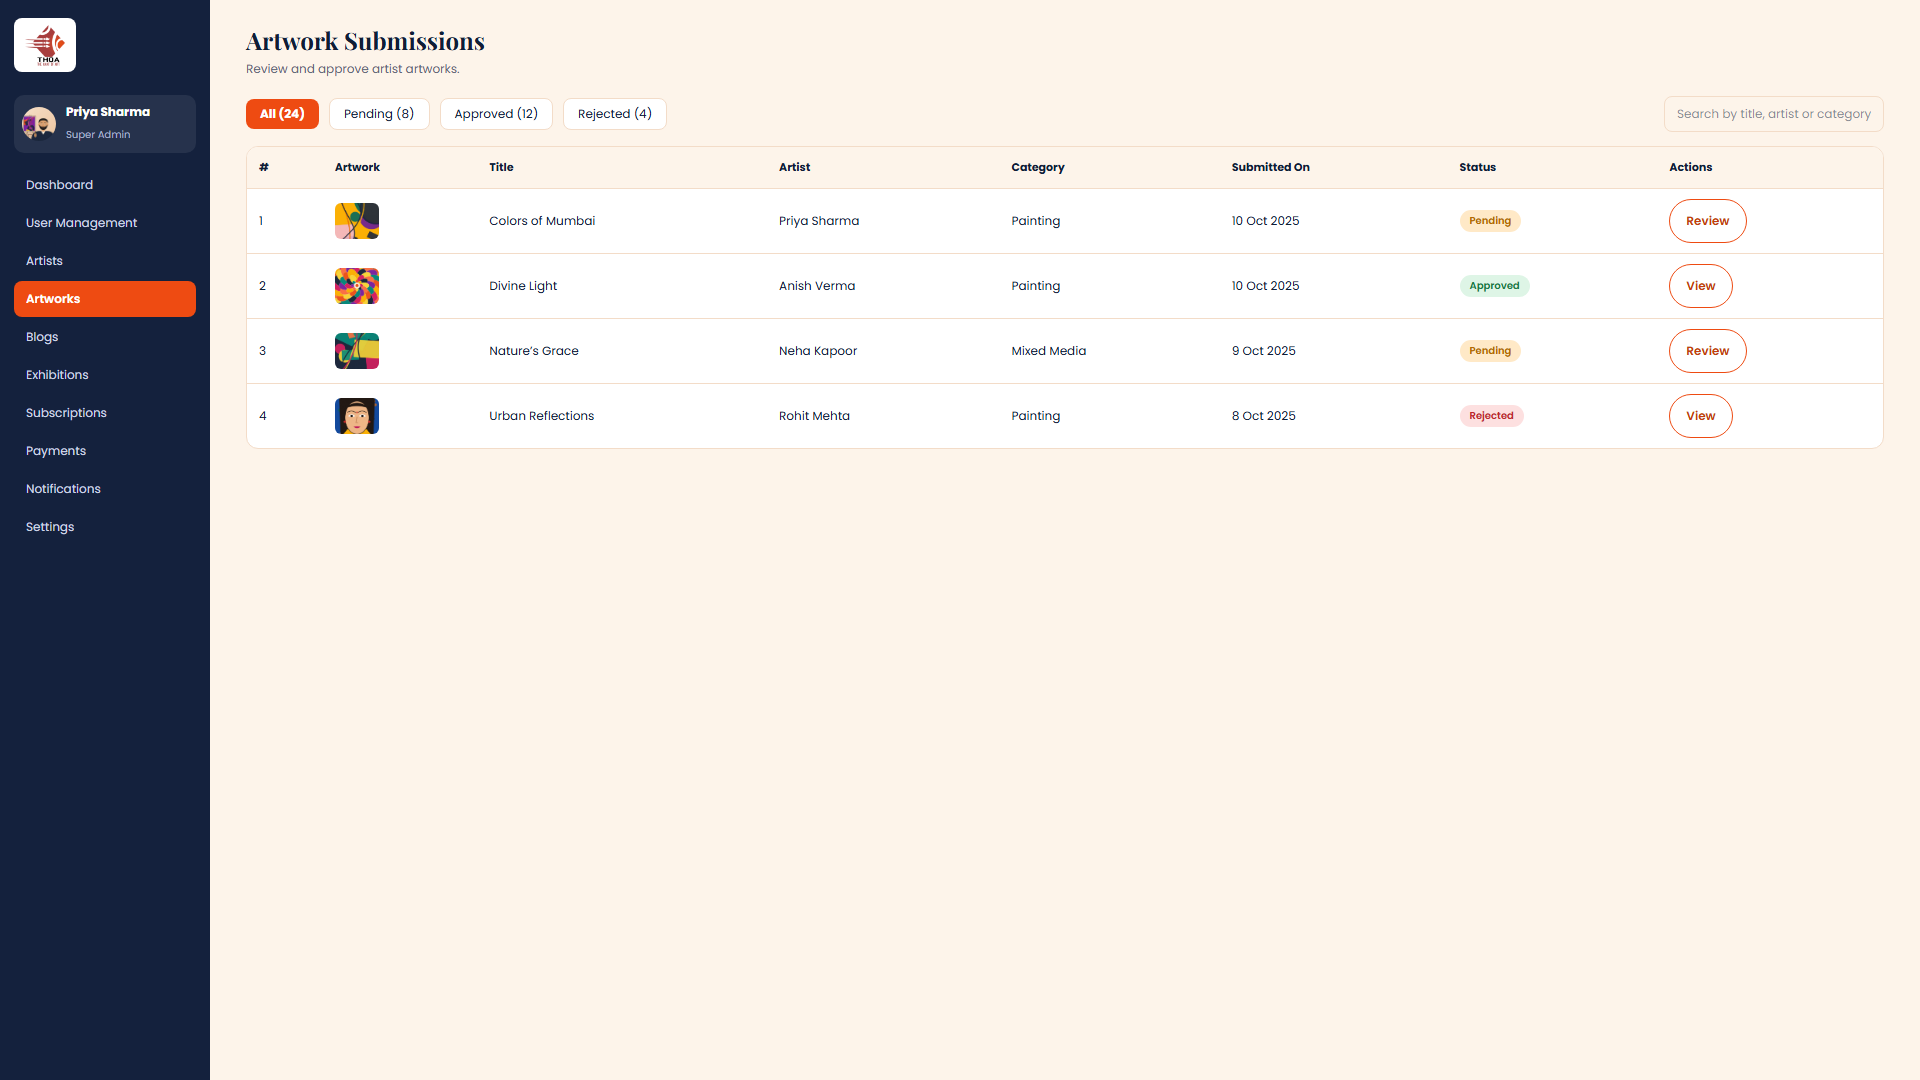 THOA
Priya Sharma
Super Admin
Dashboard
User Management
Artists
Artworks
Blogs
Exhibitions
Subscriptions
Payments
Notifications
Settings
Artwork Submissions
Review and approve artist artworks.
All (24) Pending (8) Approved (12) Rejected (4) Search by title, artist or category
# Artwork Title Artist Category Submitted On Status Actions
1 Colors of Mumbai Priya Sharma Painting 10 Oct 2025 Pending Review
2 Divine Light Anish Verma Painting 10 Oct 2025 Approved View
3 Nature’s Grace Neha Kapoor Mixed Media 9 Oct 2025 Pending Review
4 Urban Reflections Rohit Mehta Painting 8 Oct 2025 Rejected View